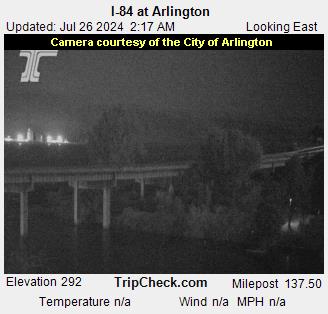 I-84 at Arlington
Updated: Jul 26 2024 2:17 AM Looking East
Camera courtesy of the City of Arlington
Elevation 292 TripCheck.com Milepost 137.50
Temperature n/a Wind n/a MPH n/a